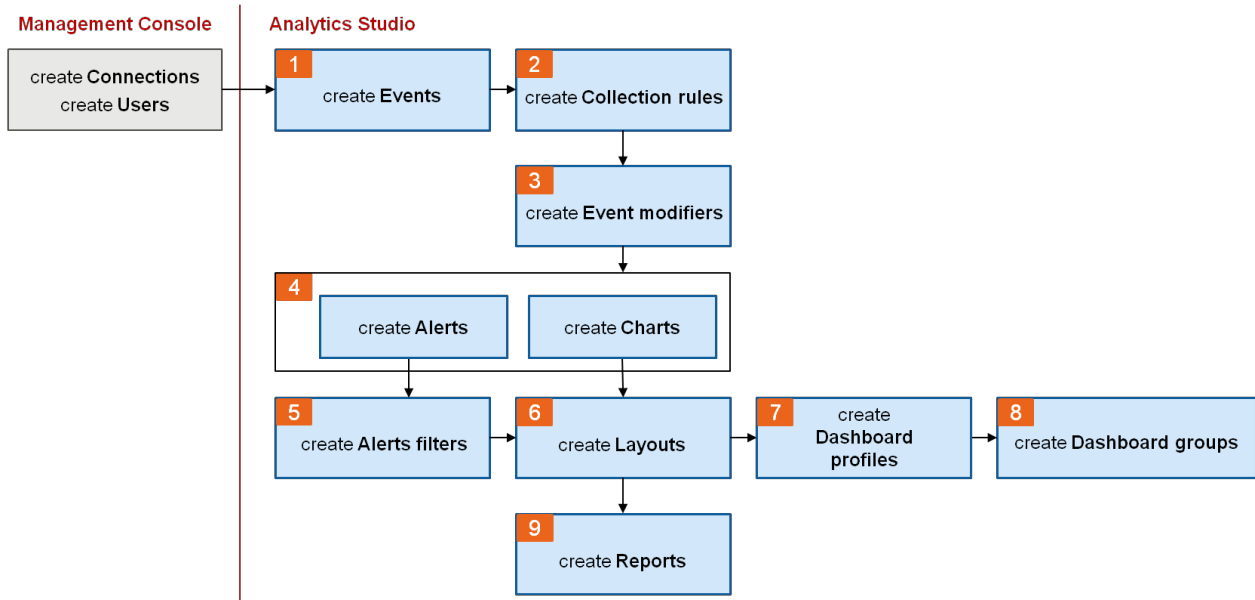 Management Console
Analytics Studio
create Connections
create Users
1
create Events
2
create Collection rules
3
create Event modifiers
4
create Alerts
create Charts
5
create Alerts filters
6
create Layouts
7
create
Dashboard
profiles
8
create Dashboard groups
9
create Reports